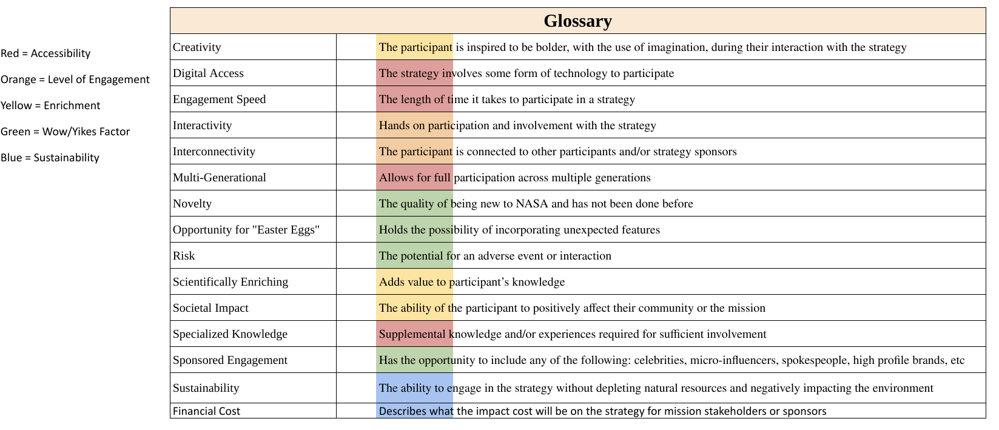 Glossary
Red = Accessibility
Orange = Level of Engagement
Yellow = Enrichment
Green = Wow/Yikes Factor
Blue = Sustainability
Creativity The participant is inspired to be bolder, with the use of imagination, during their interaction with the strategy
Digital Access The strategy involves some form of technology to participate
Engagement Speed The length of time it takes to participate in a strategy
Interactivity Hands on participation and involvement with the strategy
Interconnectivity The participant is connected to other participants and/or strategy sponsors
Multi-Generational Allows for full participation across multiple generations
Novelty The quality of being new to NASA and has not been done before
Opportunity for "Easter Eggs" Holds the possibility of incorporating unexpected features
Risk The potential for an adverse event or interaction
Scientifically Enriching Adds value to participant’s knowledge
Societal Impact The ability of the participant to positively affect their community or the mission
Specialized Knowledge Supplemental knowledge and/or experiences required for sufficient involvement
Sponsored Engagement Has the opportunity to include any of the following: celebrities, micro-influencers, spokespeople, high profile brands, etc
Sustainability The ability to engage in the strategy without depleting natural resources and negatively impacting the environment
Financial Cost Describes what the impact cost will be on the strategy for mission stakeholders or sponsors